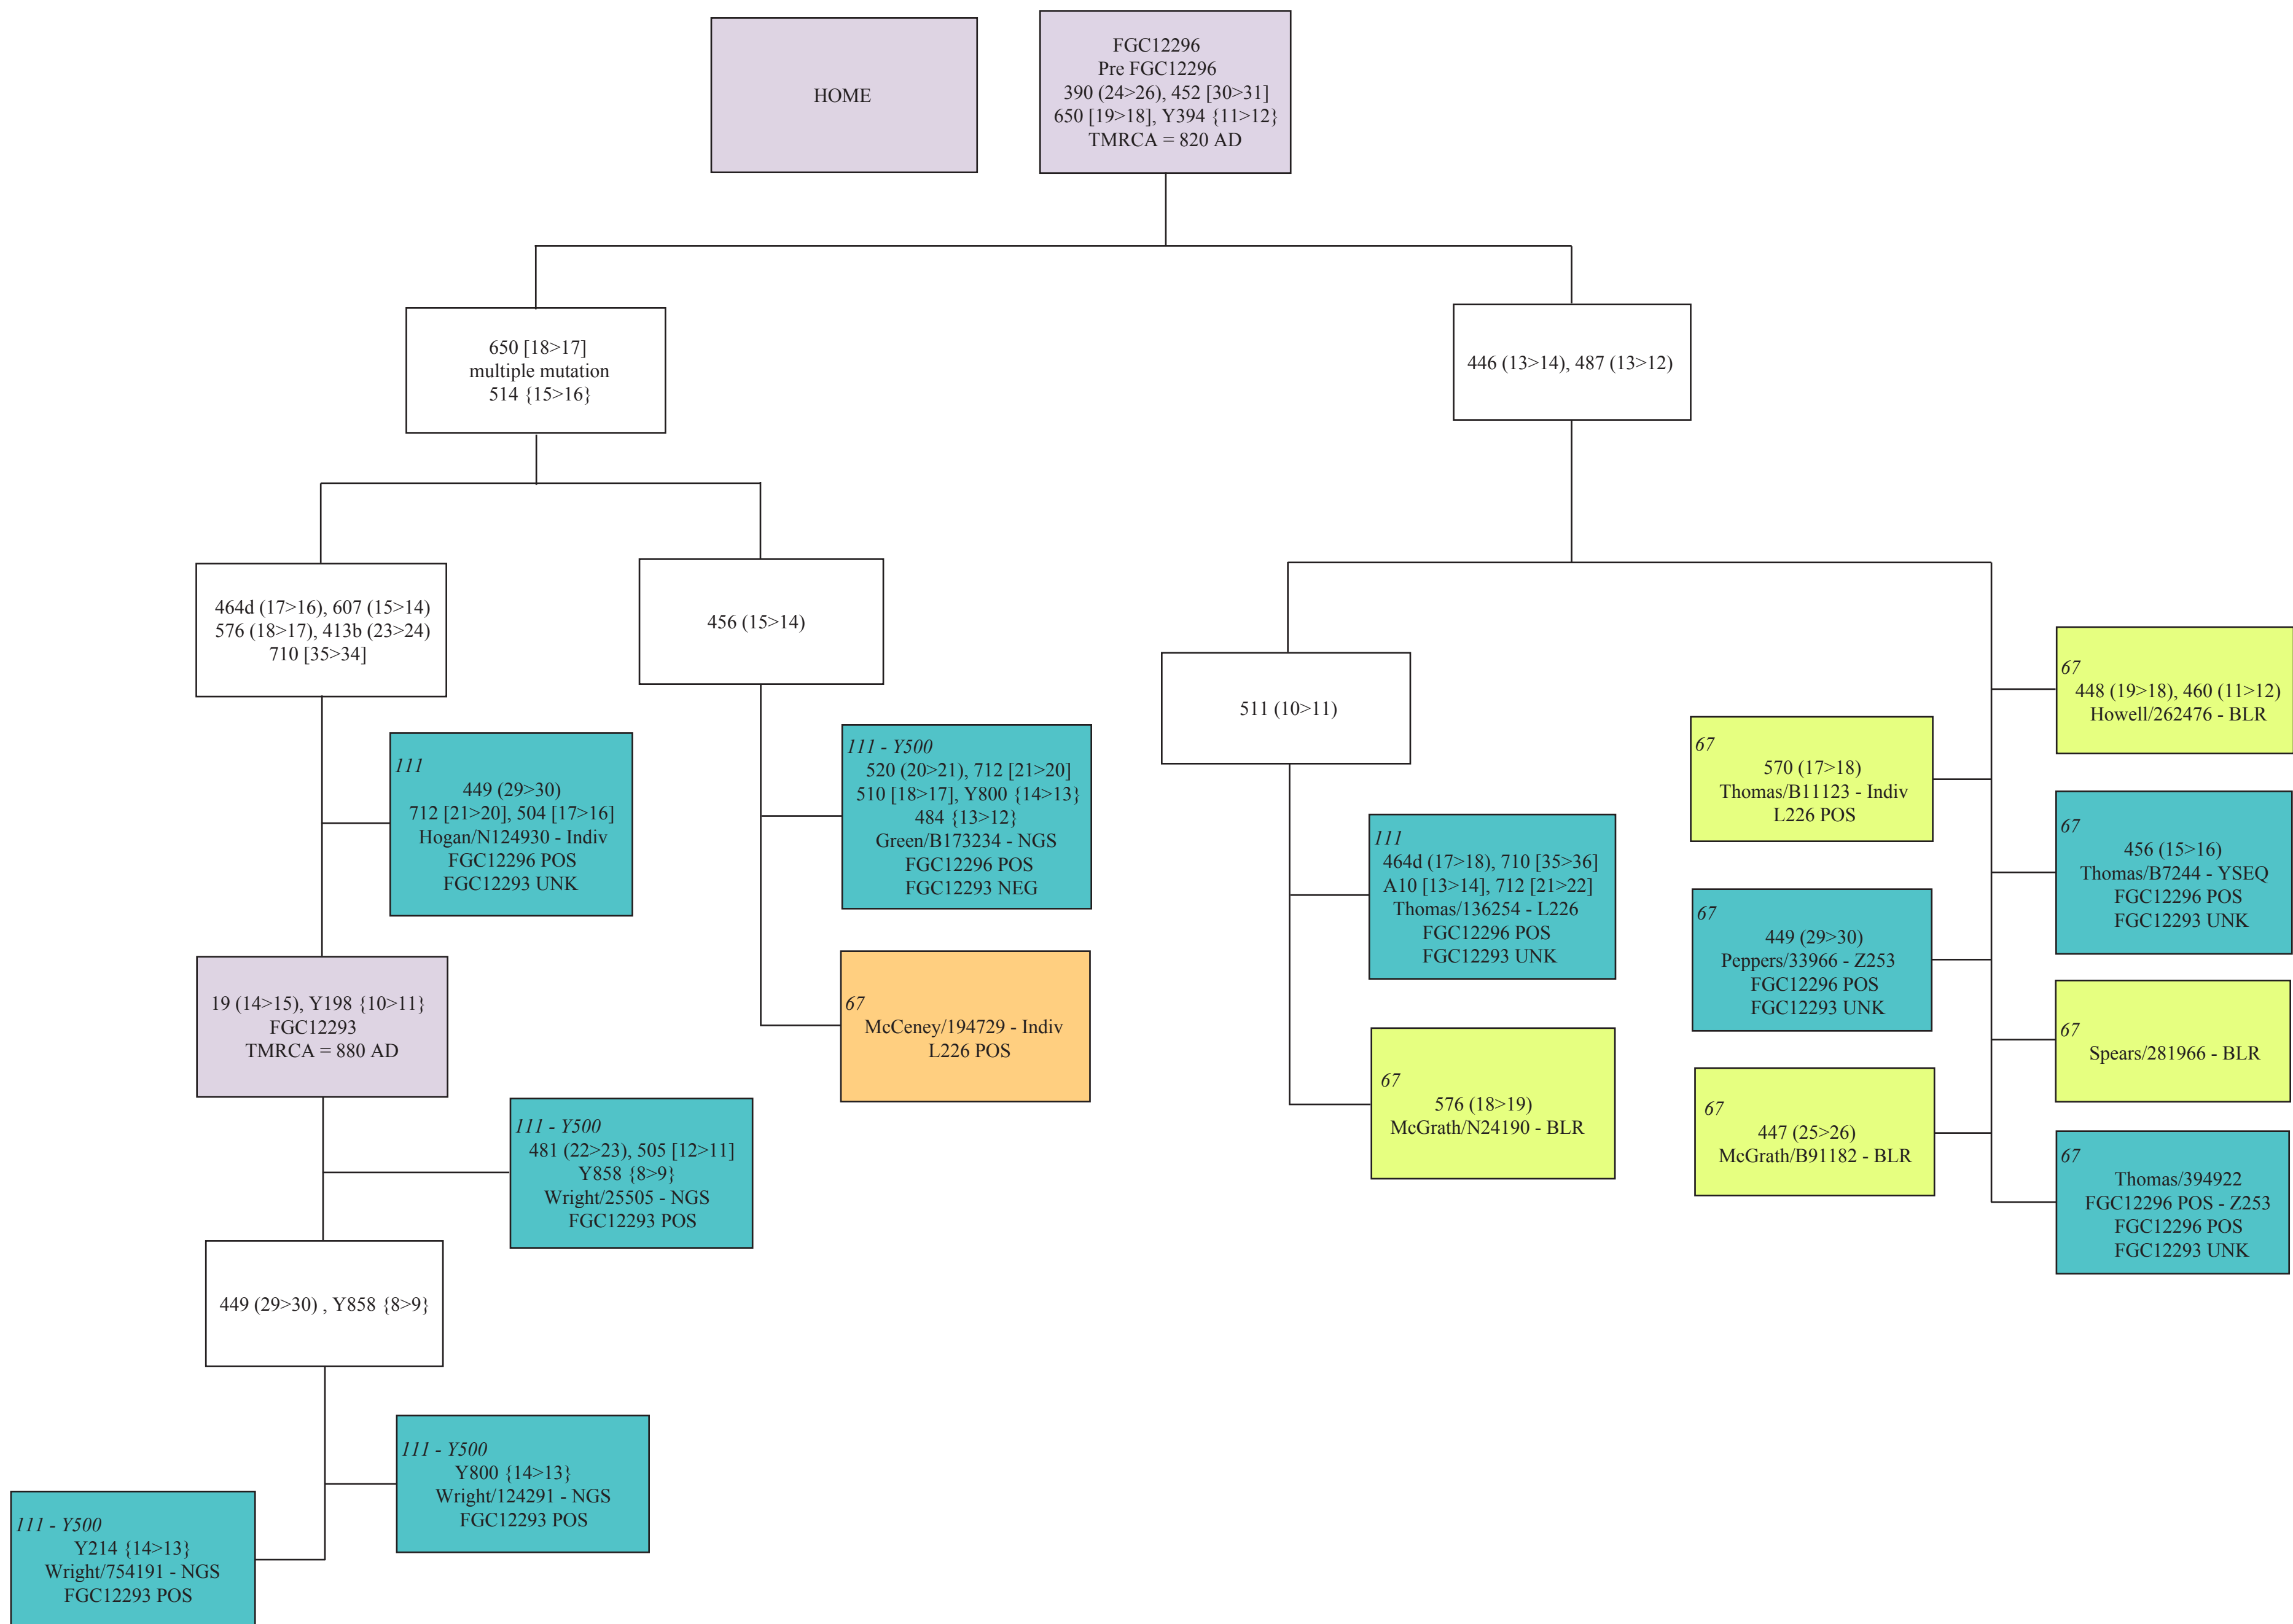 HOME
FGC12296
Pre FGC12296
390 (24>26), 452 [30>31]
650 [19>18], Y394 {11>12}
TMRCA = 820 AD
650 [18>17]
multiple mutation
514 {15>16}
446 (13>14), 487 (13>12)
464d (17>16), 607 (15>14)
576 (18>17), 413b (23>24)
710 [35>34]
456 (15>14)
511 (10>11)
67
448 (19>18), 460 (11>12)
Howell/262476 - BLR
67
570 (17>18)
Thomas/B11123 - Indiv
L226 POS
111
449 (29>30)
712 [21>20], 504 [17>16]
Hogan/N124930 - Indiv
FGC12296 POS
FGC12293 UNK
111 - Y500
520 (20>21), 712 [21>20]
510 [18>17], Y800 {14>13}
484 {13>12}
Green/B173234 - NGS
FGC12296 POS
FGC12293 NEG
111
464d (17>18), 710 [35>36]
A10 [13>14], 712 [21>22]
Thomas/136254 - L226
FGC12296 POS
FGC12293 UNK
67
456 (15>16)
Thomas/B7244 - YSEQ
FGC12296 POS
FGC12293 UNK
67
449 (29>30)
Peppers/33966 - Z253
FGC12296 POS
FGC12293 UNK
19 (14>15), Y198 {10>11}
FGC12293
TMRCA = 880 AD
67
McCeney/194729 - Indiv
L226 POS
67
576 (18>19)
McGrath/N24190 - BLR
67
Spears/281966 - BLR
67
447 (25>26)
McGrath/B91182 - BLR
67
Thomas/394922
FGC12296 POS - Z253
FGC12296 POS
FGC12293 UNK
111 - Y500
481 (22>23), 505 [12>11]
Y858 {8>9}
Wright/25505 - NGS
FGC12293 POS
449 (29>30) , Y858 {8>9}
111 - Y500
Y800 {14>13}
Wright/124291 - NGS
FGC12293 POS
111 - Y500
Y214 {14>13}
Wright/754191 - NGS
FGC12293 POS